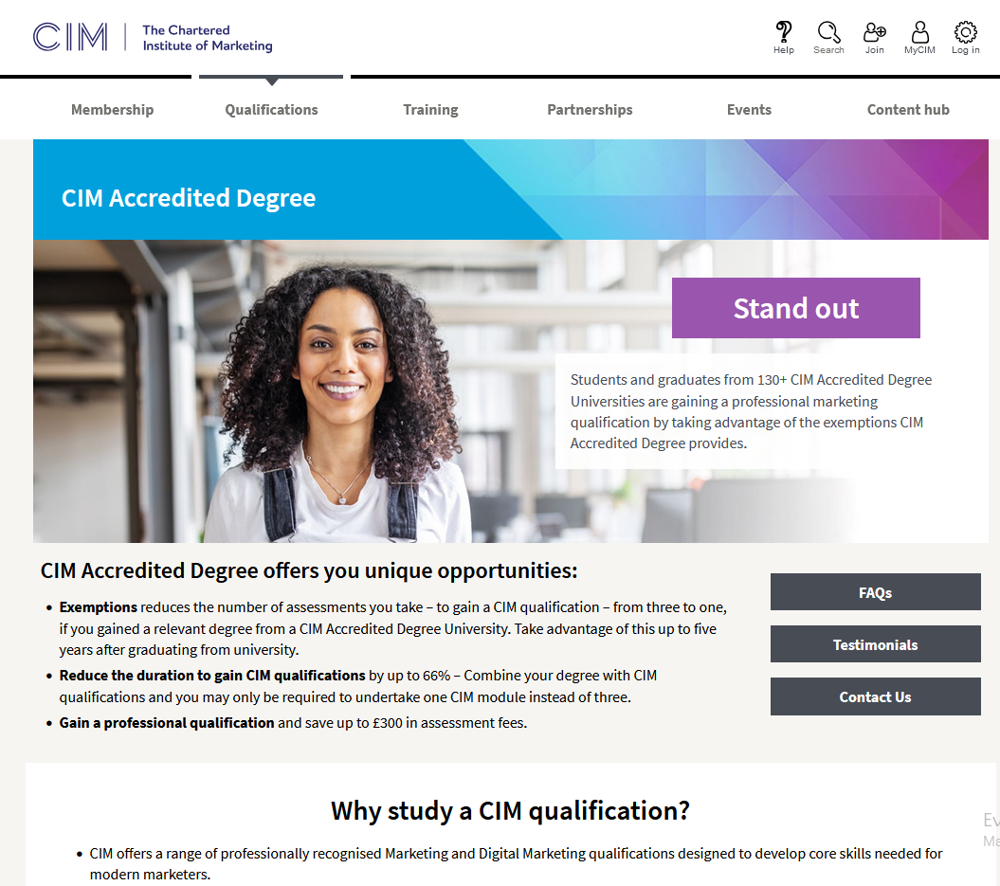 CIM
The Chartered
Institute of Marketing
Help
Search
Join
MyCIM
Log in
Membership
Qualifications
Training
Partnerships
Events
Content hub
CIM Accredited Degree
Stand out
Students and graduates from 130+ CIM Accredited Degree
Universities are gaining a professional marketing
qualification by taking advantage of the exemptions CIM
Accredited Degree provides.
CIM Accredited Degree offers you unique opportunities:
• Exemptions reduces the number of assessments you take – to gain a CIM qualification – from three to one,
if you gained a relevant degree from a CIM Accredited Degree University. Take advantage of this up to five
years after graduating from university.
• Reduce the duration to gain CIM qualifications by up to 66% – Combine your degree with CIM
qualifications and you may only be required to undertake one CIM module instead of three.
• Gain a professional qualification and save up to £300 in assessment fees.
FAQs
Testimonials
Contact Us
Why study a CIM qualification?
• CIM offers a range of professionally recognised Marketing and Digital Marketing qualifications designed to develop core skills needed for
modern marketers.